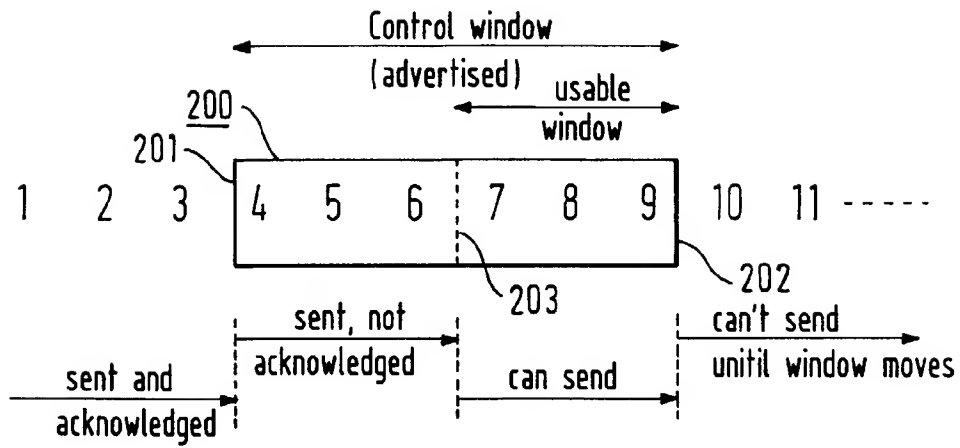 Control window
(advertised)
usable
window
200
201
1 2 3 4 5 6 7 8 9 10 11 -----
203
202
sent, not
acknowledged
can't send
unitil window moves
sent and
acknowledged
can send